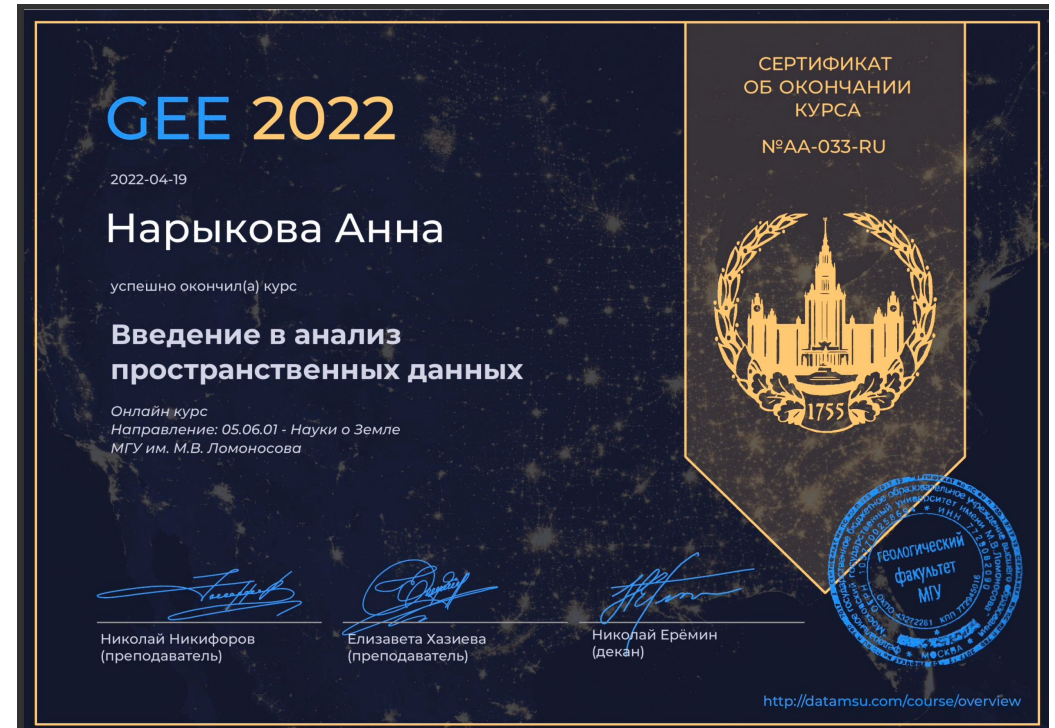 GEE 2022
2022-04-19
Нарыкова Анна
успешно окончил(а) курс
Введение в анализ
пространственных данных
Онлайн курс
Направление: 05.06.01 - Науки о Земле
МГУ им. М.В. Ломоносова
СЕРТИФИКАТ
ОБ ОКОНЧАНИИ
КУРСА
№AA-033-RU
1755
геологический
факультет
МГУ
МОСКВА
Николай Никифоров
(преподаватель)
Елизавета Хазиева
(преподаватель)
Николай Ерёмин
(декан)
http://datamsu.com/course/overview